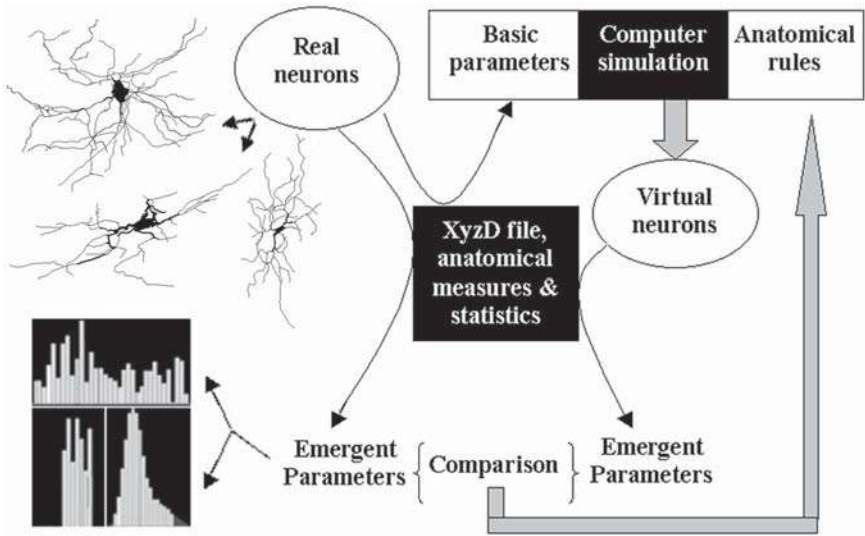 Real
neurons
Basic
parameters
Computer
simulation
Anatomical
rules
Virtual
neurons
XyzD file,
anatomical
measures &
statistics
Emergent
Parameters
Comparison
Emergent
Parameters